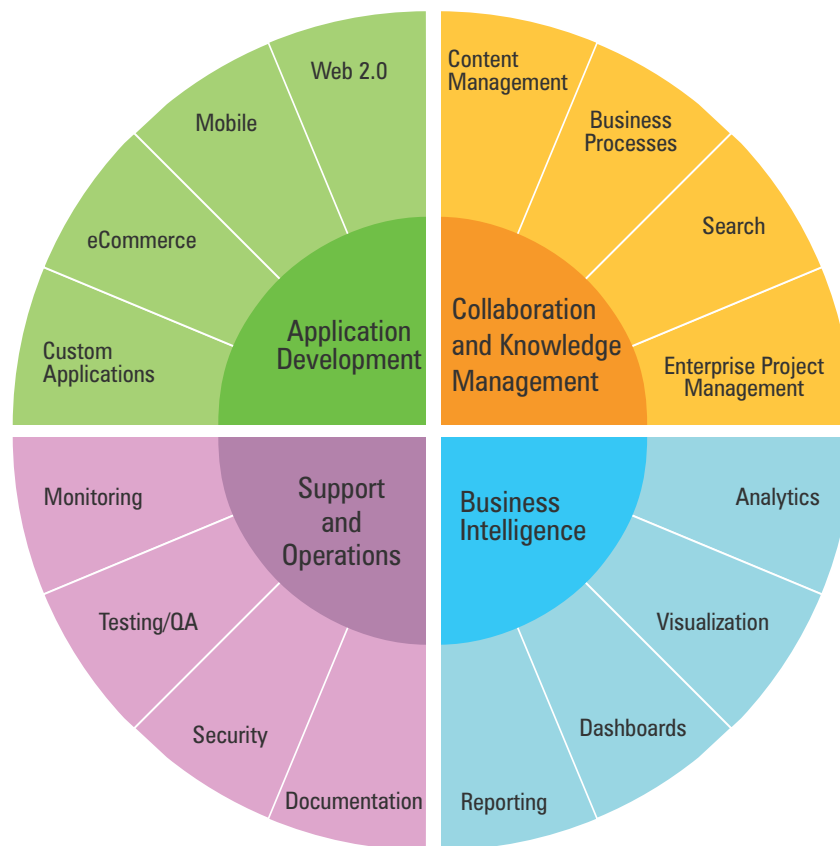 Web 2.0
Mobile
eCommerce
Custom
Applications
Application
Development
Content
Management
Business
Processes
Search
Enterprise Project
Management
Collaboration
and Knowledge
Management
Monitoring
Testing/QA
Security
Documentation
Support
and
Operations
Business
Intelligence
Analytics
Visualization
Dashboards
Reporting